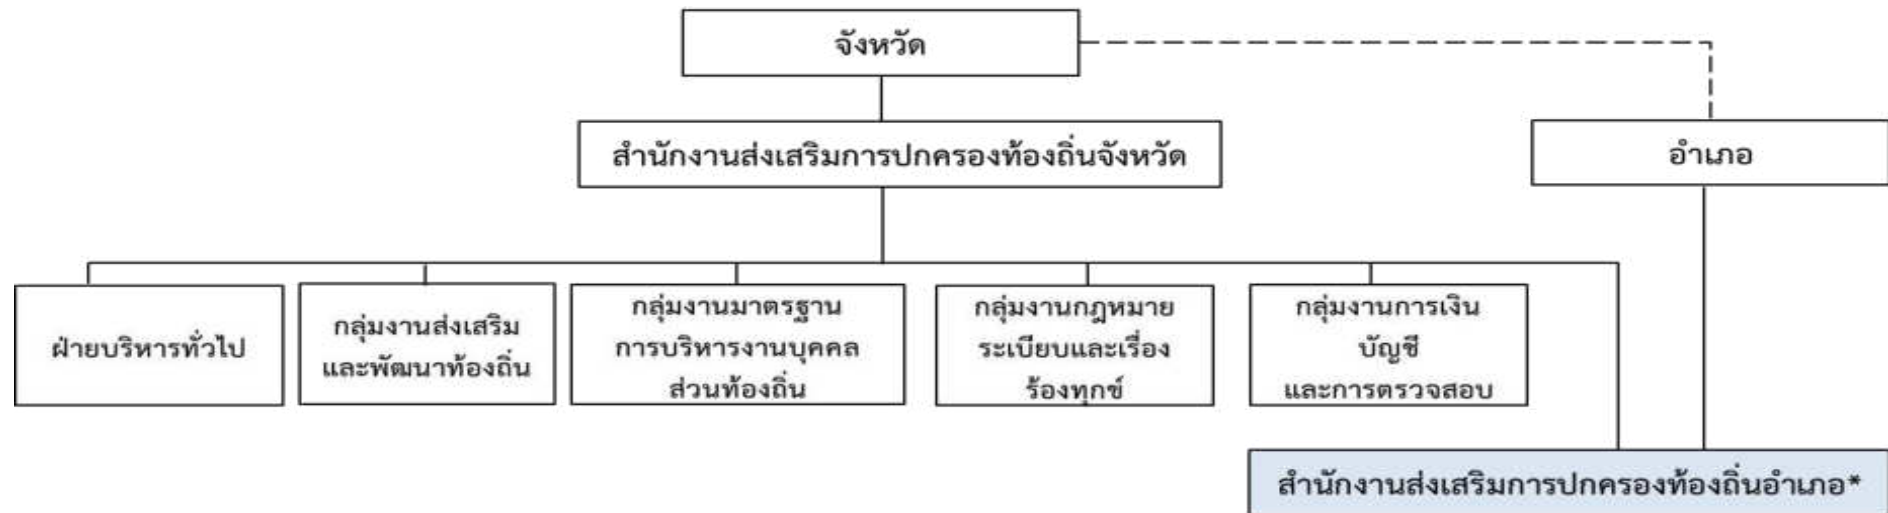 จังหวัด
สำนักงานส่งเสริมการปกครองท้องถิ่นจังหวัด
อำเภอ
ฝ่ายบริหารทั่วไป
กลุ่มงานส่งเสริม
และพัฒนาท้องถิ่น
กลุ่มงานมาตรฐาน
การบริหารงานบุคคล
ส่วนท้องถิ่น
กลุ่มงานกฎหมาย
ระเบียบและเรื่อง
ร้องทุกข์
กลุ่มงานการเงิน
บัญชี
และการตรวจสอบ
สำนักงานส่งเสริมการปกครองท้องถิ่นอำเภอ*